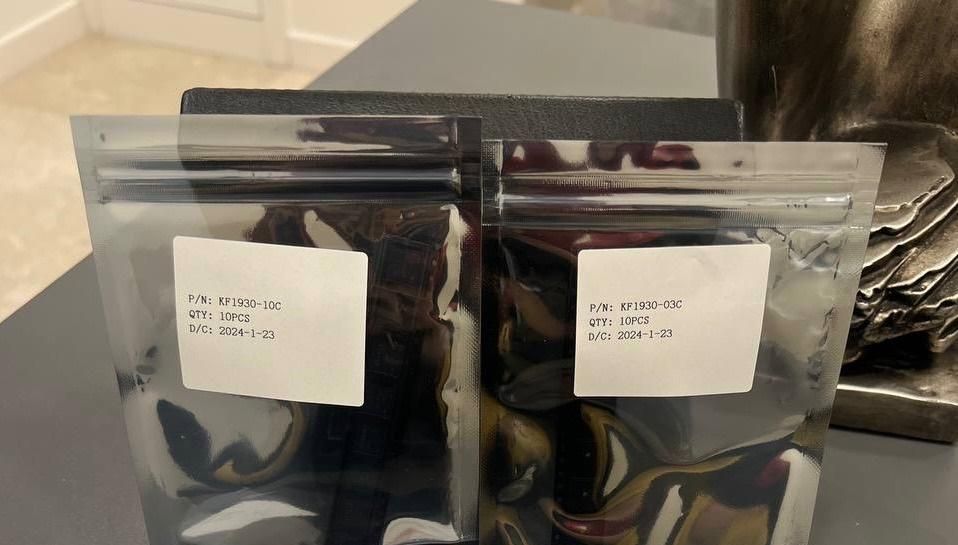 P/N: KF1930-10C
QTY: 10PCS
D/C: 2024-1-23
P/N: KF1930-03C
QTY: 10PCS
D/C: 2024-1-23